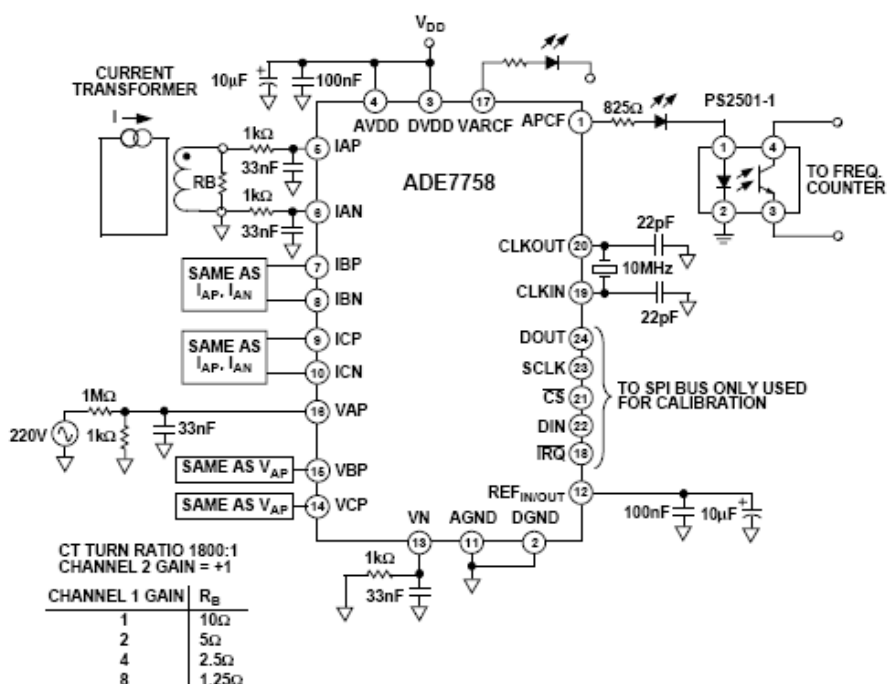 VDD
CURRENT
TRANSFORMER
I
10µF
+
100nF
4
3
17
AVDD
DVDD
VARCF
APCF
1
825Ω
PS2501-1
1
4
2
3
TO FREQ.
COUNTER
1kΩ
33nF
5
IAP
RB
1kΩ
33nF
6
IAN
ADE7758
SAME AS
IAP, IAN
7
IBP
8
IBN
SAME AS
IAP, IAN
9
ICP
10
ICN
CLKOUT
20
22pF
10MHz
CLKIN
19
22pF
DOUT
24
SCLK
23
CS
21
DIN
22
IRQ
18
TO SPI BUS ONLY USED
FOR CALIBRATION
220V
1MΩ
1kΩ
33nF
16
VAP
SAME AS VAP
15
VBP
SAME AS VAP
14
VCP
REFIN/OUT
12
100nF
10µF
+
VN
AGND
DGND
13
11
2
1kΩ
33nF
CT TURN RATIO 1800:1
CHANNEL 2 GAIN = +1
CHANNEL 1 GAIN RB
1 10Ω
2 5Ω
4 2.5Ω
8 1.25Ω